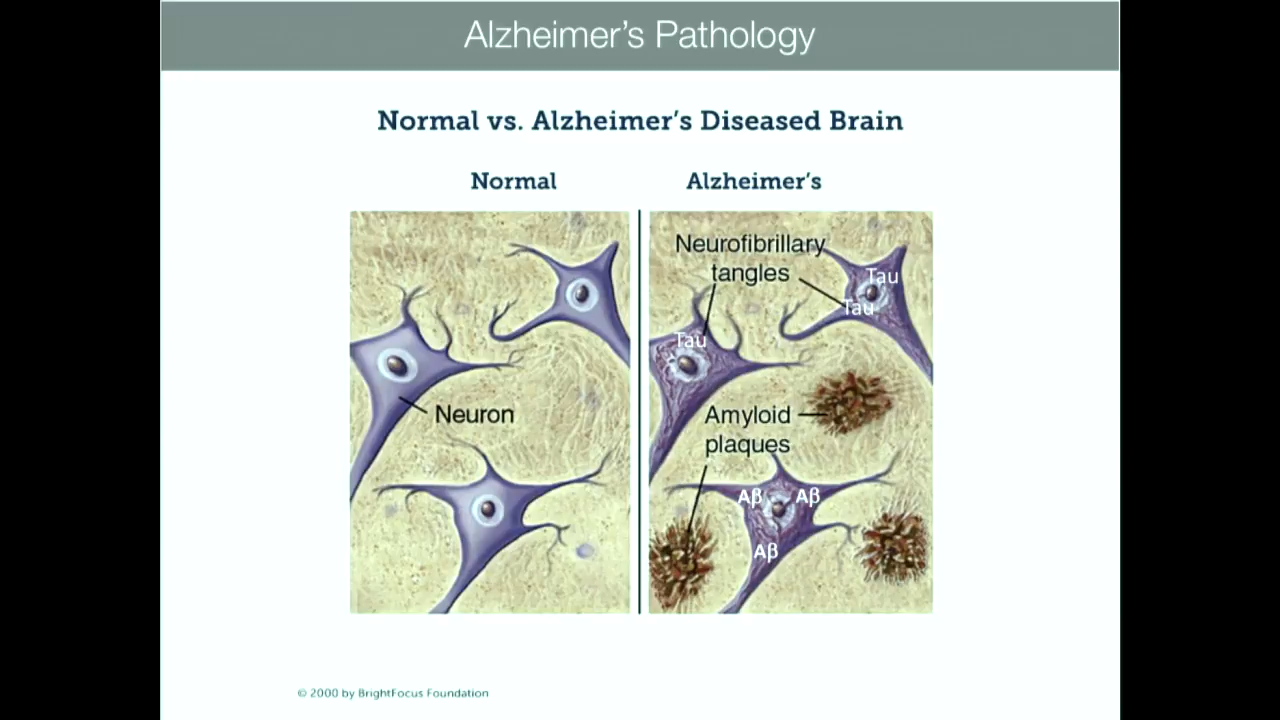 Alzheimer's Pathology
Normal vs. Alzheimer's Diseased Brain
Normal
Alzheimer's
Neuron
Neurofibrillary
tangles
Tau
Tau
Tau
Amyloid
plaques
Aβ Aβ
Aβ
© 2000 by BrightFocus Foundation